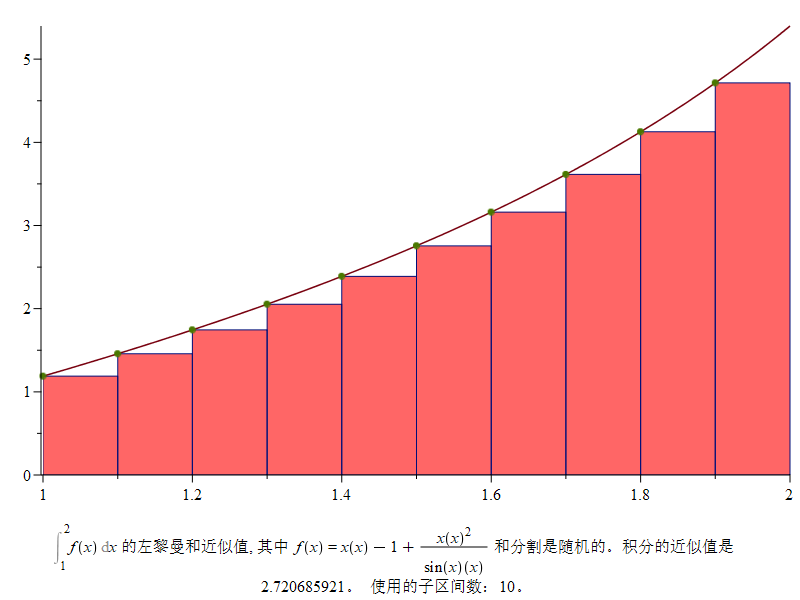 5
4
3
2
1
0
1 1.2 1.4 1.6 1.8 2
∫₁² f(x) dx 的左黎曼和近似值, 其中 f(x) = x(x) − 1 + x(x)²/sin(x)(x) 和分割是随机的。积分的近似值是
2.720685921。 使用的子区间数：10。